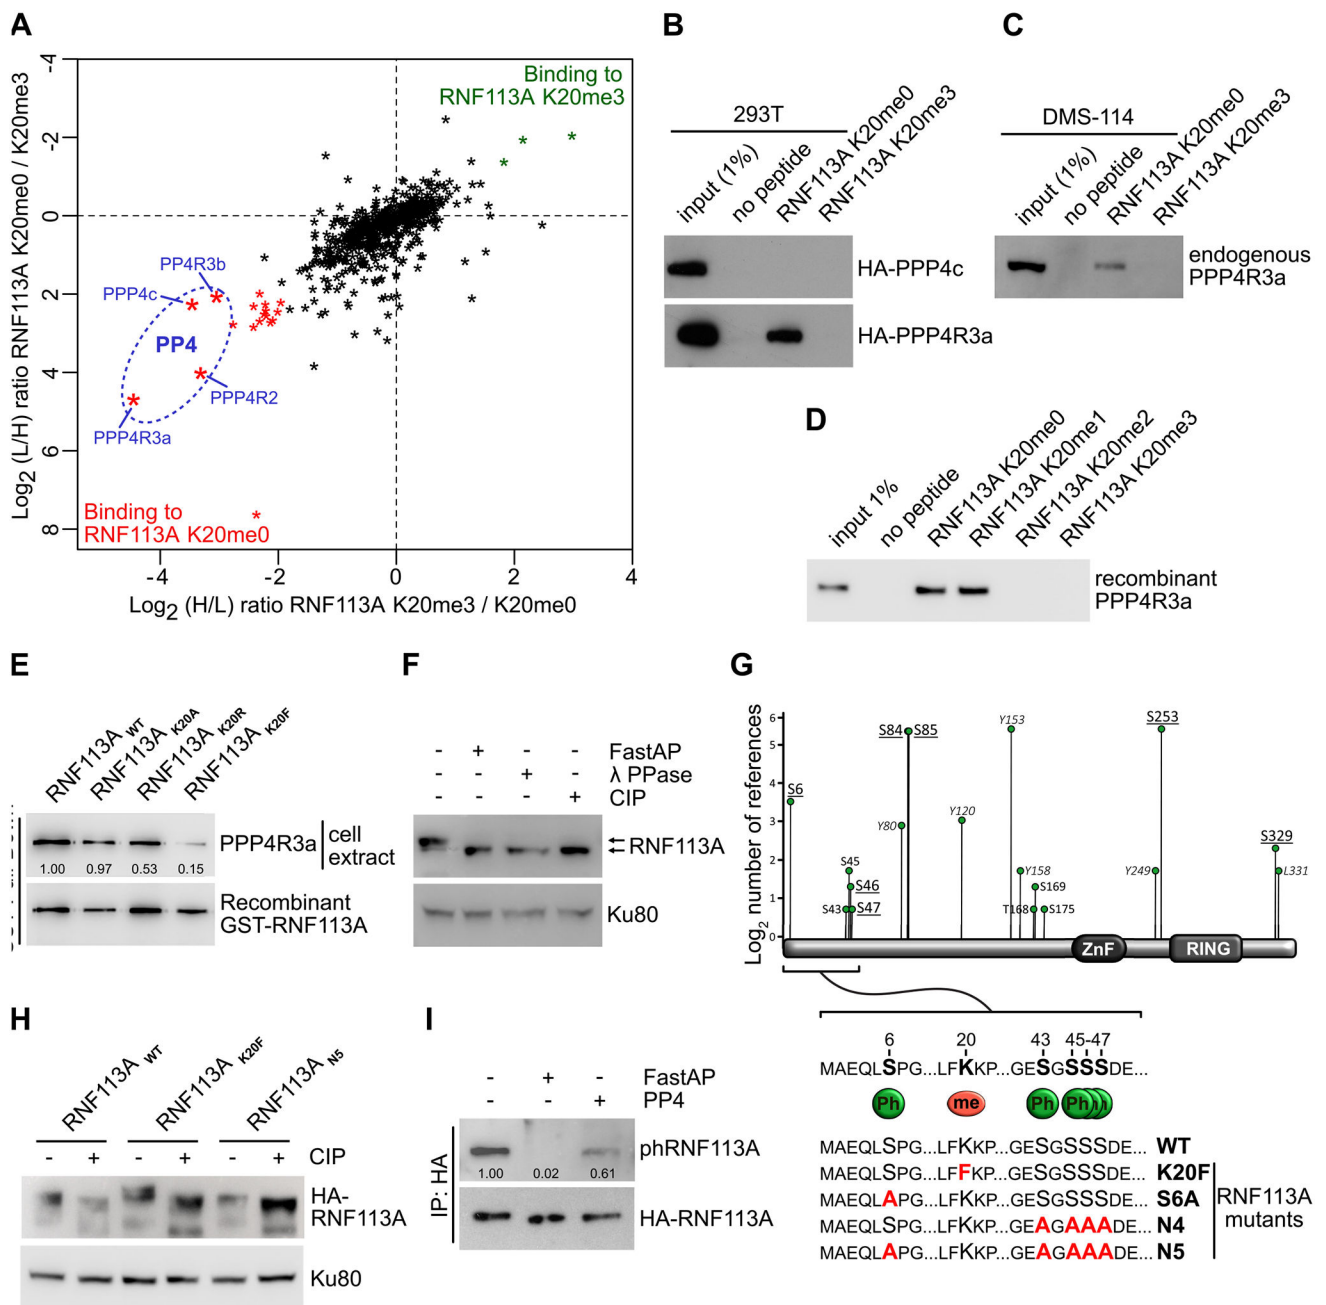 A
Log2 (L/H) ratio RNF113A K20me0 / K20me3
-4
-2
0
2
4
6
8
Binding to
RNF113A K20me3
PP4R3b
PPP4c
PP4
PPP4R2
PPP4R3a
Binding to
RNF113A K20me0
-4 -2 0 2 4
Log2 (H/L) ratio RNF113A K20me3 / K20me0
B
293T
input (1%)
no peptide
RNF113A K20me0
RNF113A K20me3
HA-PPP4c
HA-PPP4R3a
C
DMS-114
input (1%)
no peptide
RNF113A K20me0
RNF113A K20me3
endogenous
PPP4R3a
D
input 1%
no peptide
RNF113A K20me0
RNF113A K20me1
RNF113A K20me2
RNF113A K20me3
recombinant
PPP4R3a
E
RNF113A WT
RNF113A K20A
RNF113A K20R
RNF113A K20F
PPP4R3a
cell
extract
1.00 0.97 0.53 0.15
Recombinant
GST-RNF113A
F
- + - - FastAP
- - + - λ PPase
- - - + CIP
RNF113A
Ku80
G
Log2 number of references
6
5
4
3
2
1
0
S6
S43
S45
S46
S47
Y80
S84
S85
Y120
Y153
Y158
T168
S169
S175
Y249
S253
S329
L331
ZnF
RING
6 20 43 45-47
MAEQLSPG...LFKKP...GESGSSSDE...
Ph me Ph Ph
MAEQLSPG...LFKKP...GESGSSSDE... WT
MAEQLSPG...LFFKP...GESGSSSDE... K20F
MAEQLAPG...LFKKP...GESGSSSDE... S6A
MAEQLSPG...LFKKP...GEAGAAADE... N4
MAEQLAPG...LFKKP...GEAGAAADE... N5
RNF113A
mutants
H
RNF113A WT
RNF113A K20F
RNF113A N5
- + - + - + CIP
HA-
RNF113A
Ku80
I
- + - FastAP
- - + PP4
IP: HA
phRNF113A
1.00 0.02 0.61
HA-RNF113A